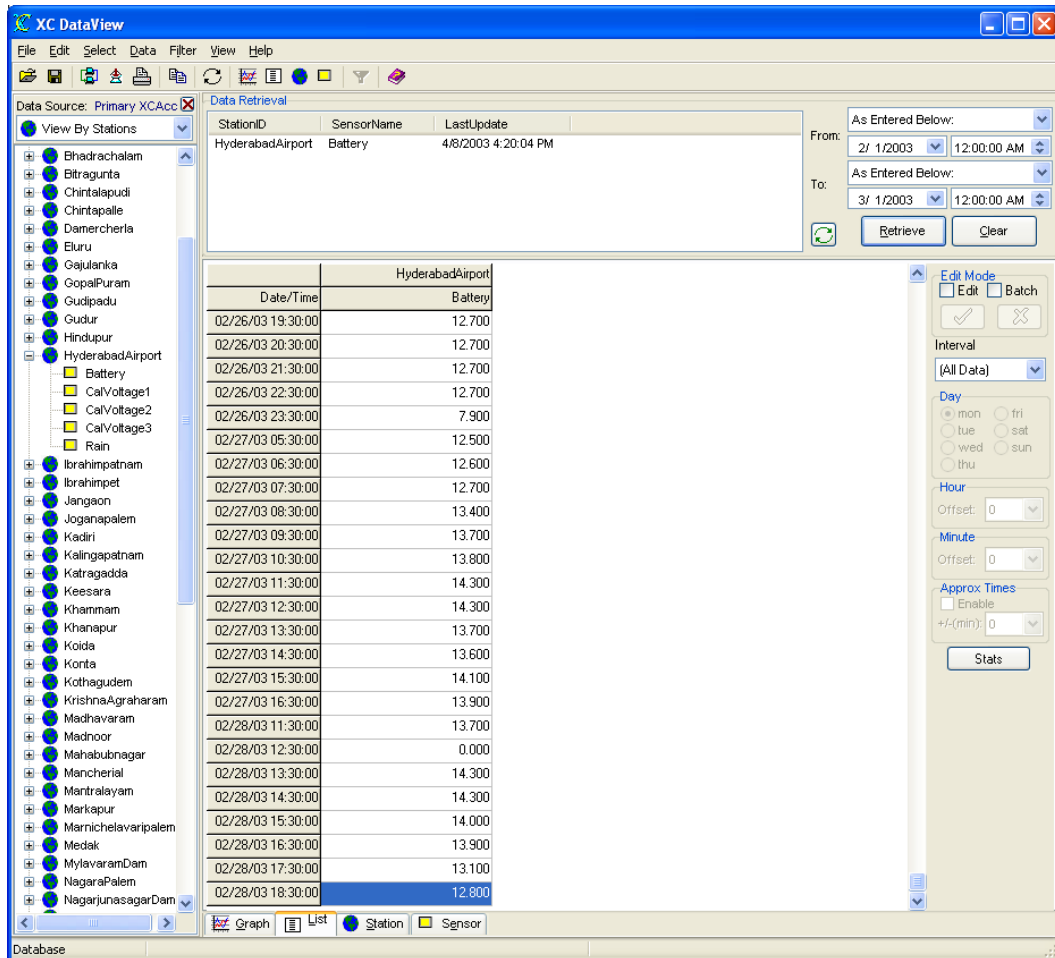 XC DataView
File Edit Select Data Filter View Help
Data Source: Primary XCAcc
View By Stations
Bhadrachalam
Bitragunta
Chintalapudi
Chintapalle
Damercherla
Eluru
Gajulanka
GopalPuram
Gudipadu
Gudur
Hindupur
HyderabadAirport
Battery
CalVoltage1
CalVoltage2
CalVoltage3
Rain
Ibrahimpatnam
Ibrahimpet
Jangaon
Joganapalem
Kadiri
Kalingapatnam
Katragadda
Keesara
Khammam
Khanapur
Koida
Konta
Kothagudem
KrishnaAgraharam
Madhavaram
Madnoor
Mahabubnagar
Mancherial
Mantralayam
Markapur
Marnichelavaripalem
Medak
MylavaramDam
NagaraPalem
NagarjunasagarDam
Data Retrieval
StationID SensorName LastUpdate
HyderabadAirport Battery 4/8/2003 4:20:04 PM
From:
As Entered Below:
2/ 1/2003 12:00:00 AM
To:
As Entered Below:
3/ 1/2003 12:00:00 AM
Retrieve Clear
HyderabadAirport
Date/Time Battery
02/26/03 19:30:00 12.700
02/26/03 20:30:00 12.700
02/26/03 21:30:00 12.700
02/26/03 22:30:00 12.700
02/26/03 23:30:00 7.900
02/27/03 05:30:00 12.500
02/27/03 06:30:00 12.600
02/27/03 07:30:00 12.700
02/27/03 08:30:00 13.400
02/27/03 09:30:00 13.700
02/27/03 10:30:00 13.800
02/27/03 11:30:00 14.300
02/27/03 12:30:00 14.300
02/27/03 13:30:00 13.700
02/27/03 14:30:00 13.600
02/27/03 15:30:00 14.100
02/27/03 16:30:00 13.900
02/28/03 11:30:00 13.700
02/28/03 12:30:00 0.000
02/28/03 13:30:00 14.300
02/28/03 14:30:00 14.300
02/28/03 15:30:00 14.000
02/28/03 16:30:00 13.900
02/28/03 17:30:00 13.100
02/28/03 18:30:00 12.800
Edit Mode
Edit Batch
Interval
(All Data)
Day
mon fri
tue sat
wed sun
thu
Hour
Offset: 0
Minute
Offset: 0
Approx Times
Enable
+/-(min): 0
Stats
Graph List Station Sensor
Database